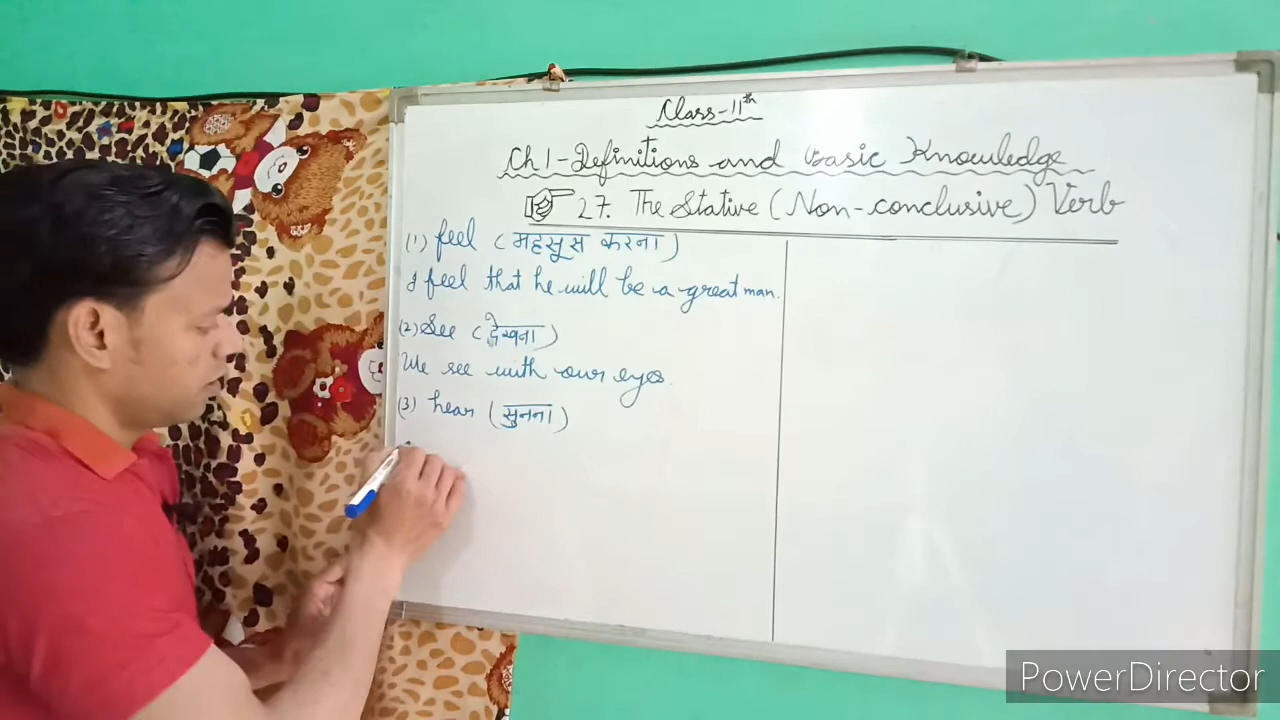 Class-11th
Ch 1-Definitions and basic Knowledge
27. The Stative (Non-conclusive) Verb
(1) feel (महसूस करना)
I feel that he will be a great man.
(2) See (देखना)
We see with our eyes.
(3) hear (सुनना)
PowerDirector